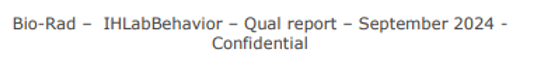 Bio-Rad – IHLabBehavior – Qual report – September 2024 -
Confidential